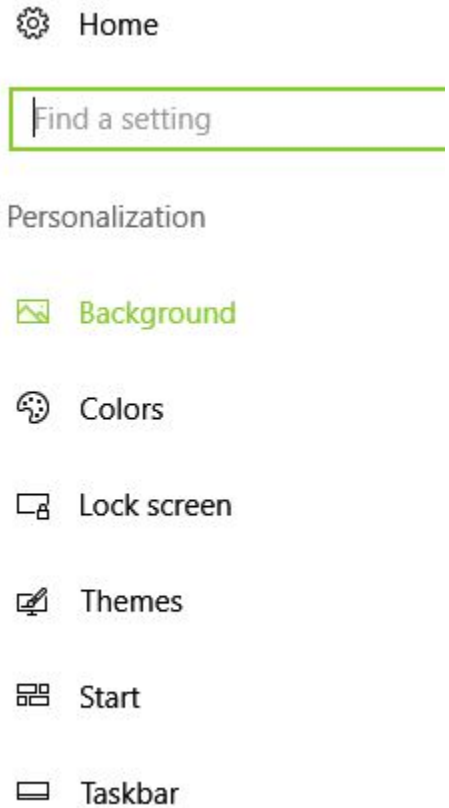 Home
Find a setting
Personalization
Background
Colors
Lock screen
Themes
Start
Taskbar